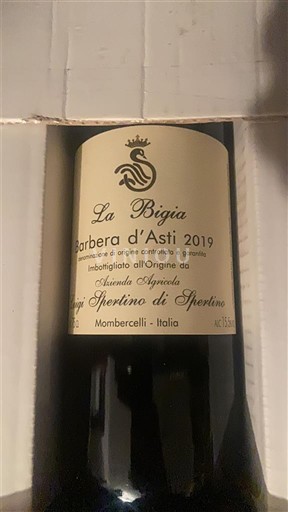 La Bigia
Barbera d'Asti 2019
denominazione di origine controllata e garantita
Imbottigliato all'Origine da
Azienda Agricola
Luigi Spertino di Spertino
Mombercelli - Italia